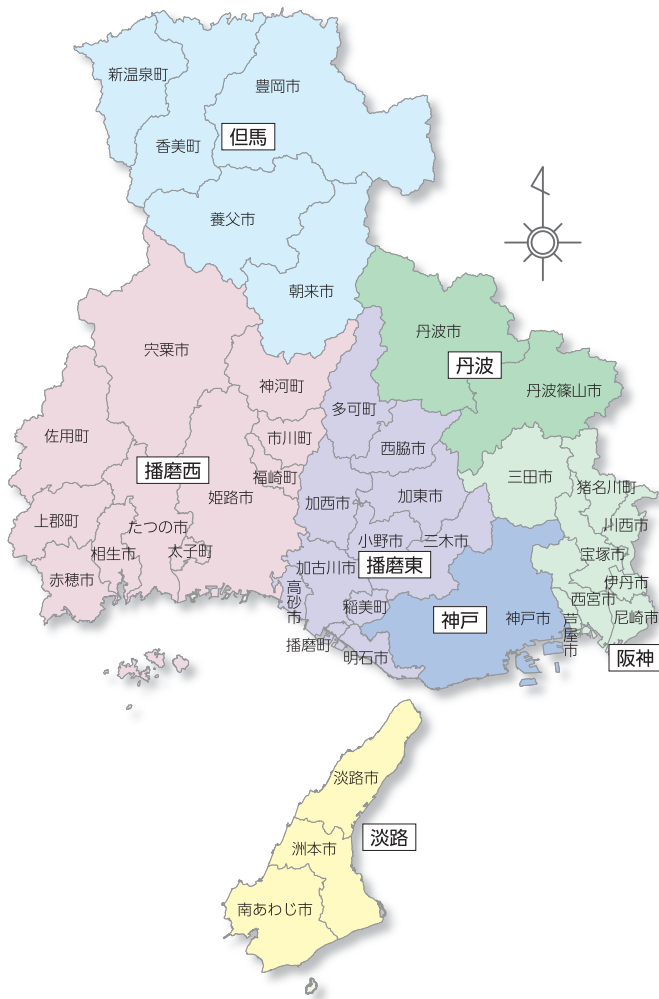 新温泉町
豊岡市
香美町
但馬
養父市
朝来市
宍粟市
丹波市
丹波
丹波篠山市
神河町
多可町
佐用町
市川町
西脇市
播磨西
福崎町
三田市
猪名川町
姫路市
加西市
加東市
上郡町
たつの市
川西市
相生市
太子町
小野市
三木市
宝塚市
赤穂市
加古川市
播磨東
伊丹市
高砂市
稲美町
西宮市
神戸
神戸市
芦屋市
尼崎市
播磨町
明石市
阪神
淡路市
淡路
洲本市
南あわじ市